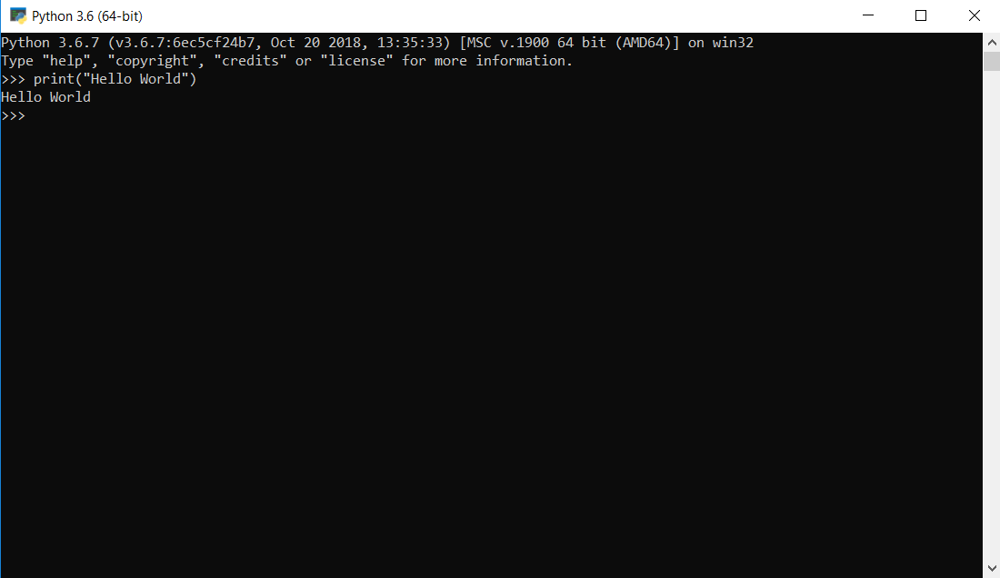 Python 3.6 (64-bit)
Python 3.6.7 (v3.6.7:6ec5cf24b7, Oct 20 2018, 13:35:33) [MSC v.1900 64 bit (AMD64)] on win32
Type "help", "copyright", "credits" or "license" for more information.
>>> print("Hello World")
Hello World
>>>